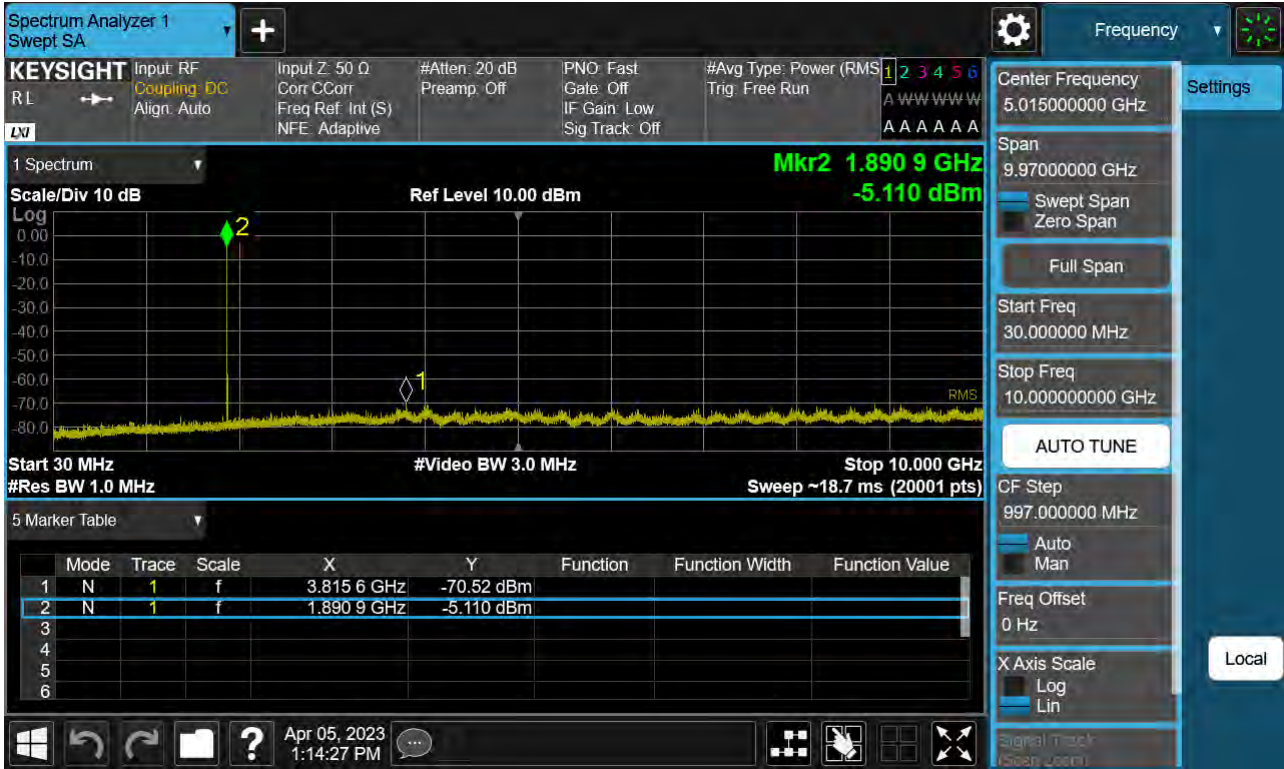 Spectrum Analyzer 1
Swept SA
+
Frequency
KEYSIGHT
R L
LXI
Input: RF
Coupling: DC
Align: Auto
Input Z: 50 Ω
Corr CCorr
Freq Ref: Int (S)
NFE: Adaptive
#Atten: 20 dB
Preamp: Off
PNO: Fast
Gate: Off
IF Gain: Low
Sig Track: Off
#Avg Type: Power (RMS
Trig: Free Run
1 2 3 4 5 6
A W W W W W
A A A A A A
1 Spectrum
Mkr2 1.890 9 GHz
Scale/Div 10 dB
Ref Level 10.00 dBm
-5.110 dBm
Log
0.00
-10.0
-20.0
-30.0
-40.0
-50.0
-60.0
-70.0
-80.0
2
1
RMS
Start 30 MHz
#Video BW 3.0 MHz
Stop 10.000 GHz
#Res BW 1.0 MHz
Sweep ~18.7 ms (20001 pts)
5 Marker Table
Mode Trace Scale X Y Function Function Width Function Value
1 N 1 f 3.815 6 GHz -70.52 dBm
2 N 1 f 1.890 9 GHz -5.110 dBm
3
4
5
6
Center Frequency
5.015000000 GHz
Settings
Span
9.97000000 GHz
Swept Span
Zero Span
Full Span
Start Freq
30.000000 MHz
Stop Freq
10.000000000 GHz
AUTO TUNE
CF Step
997.000000 MHz
Auto
Man
Freq Offset
0 Hz
X Axis Scale
Log
Lin
Local
Signal Track
(Span Zoom)
?
Apr 05, 2023
1:14:27 PM